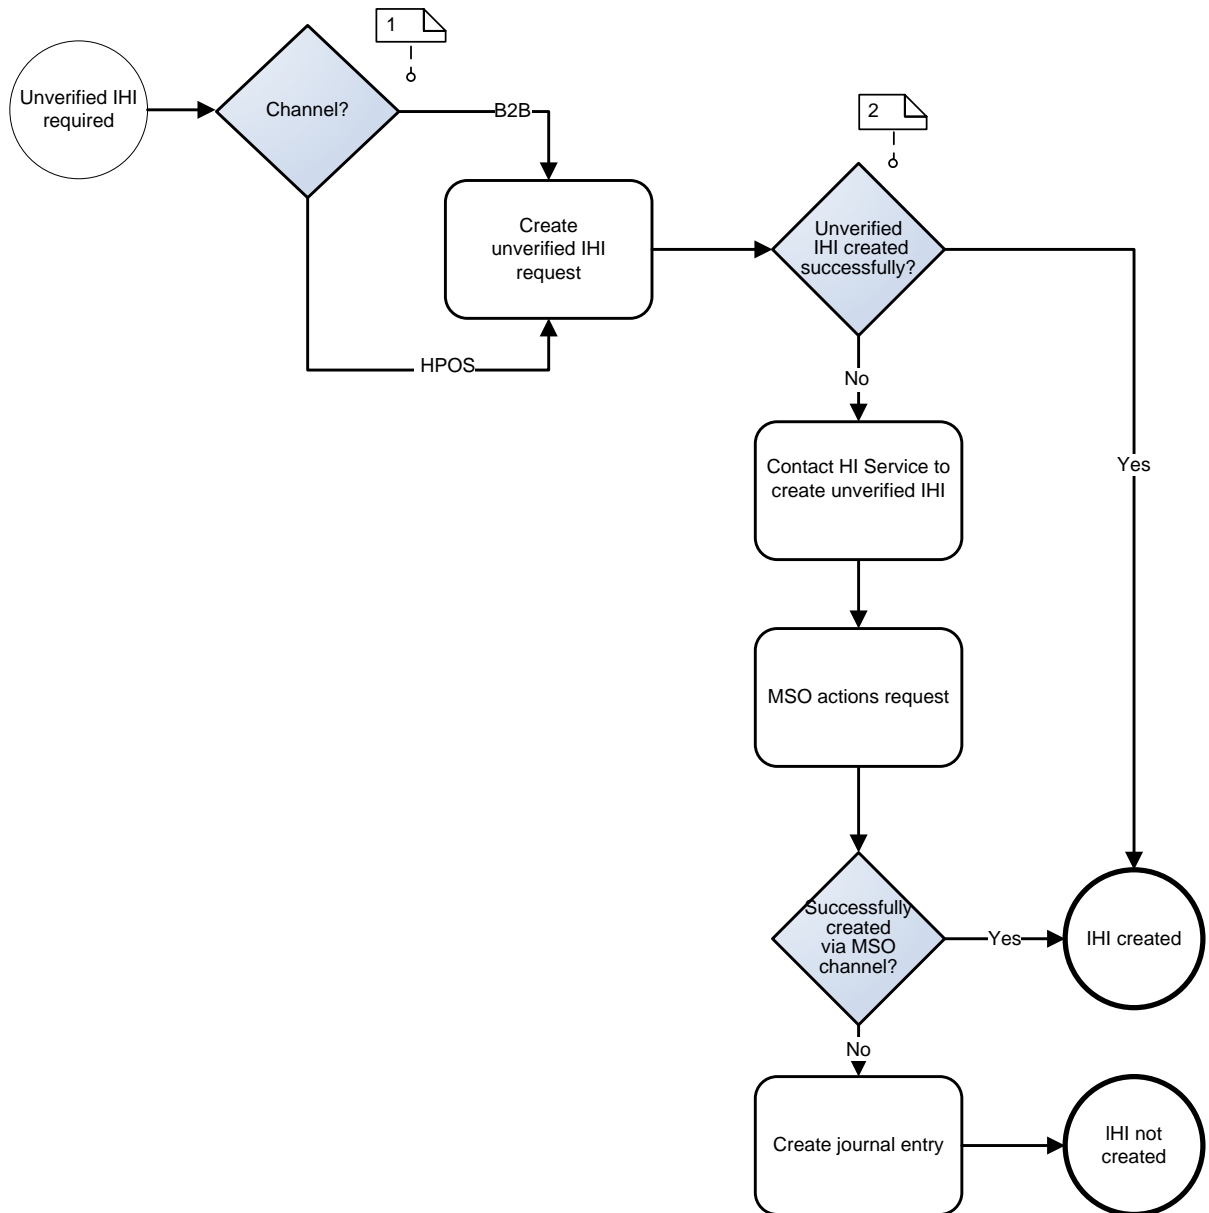 1
Unverified IHI
required
Channel?
B2B
2
Create
unverified IHI
request
Unverified
IHI created
successfully?
HPOS
No
Contact HI Service to
create unverified IHI
Yes
MSO actions request
Successfully
created
via MSO
channel?
Yes
IHI created
No
Create journal entry
IHI not
created